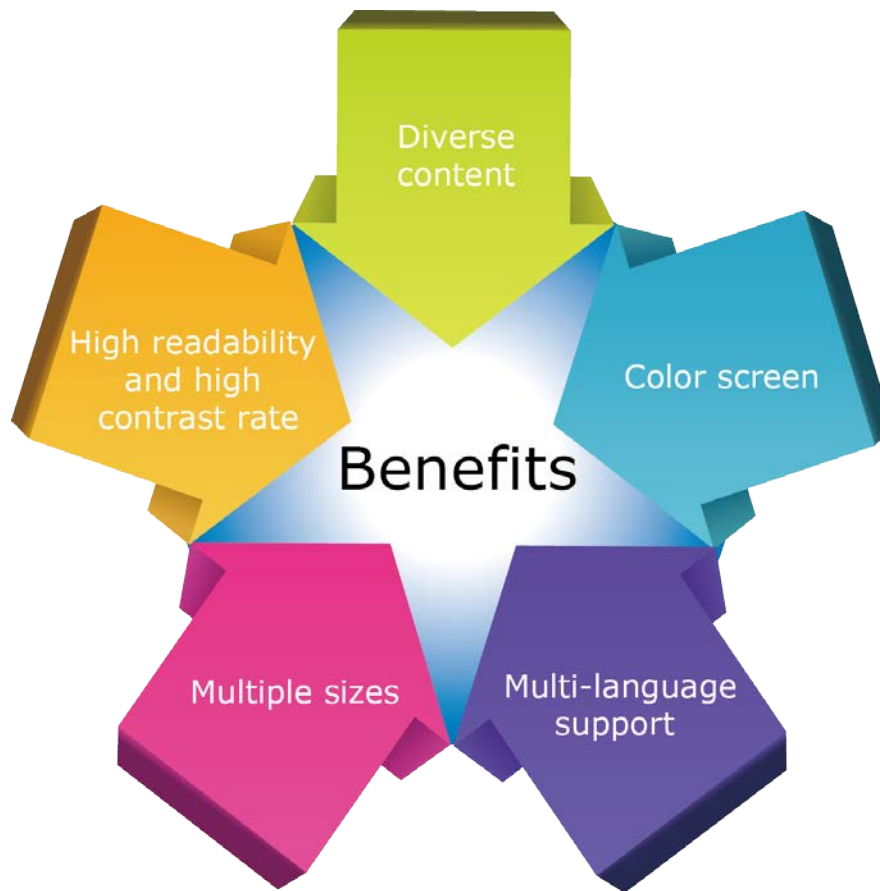 Diverse
content
Color screen
Multi-language
support
Multiple sizes
High readability
and high
contrast rate
Benefits